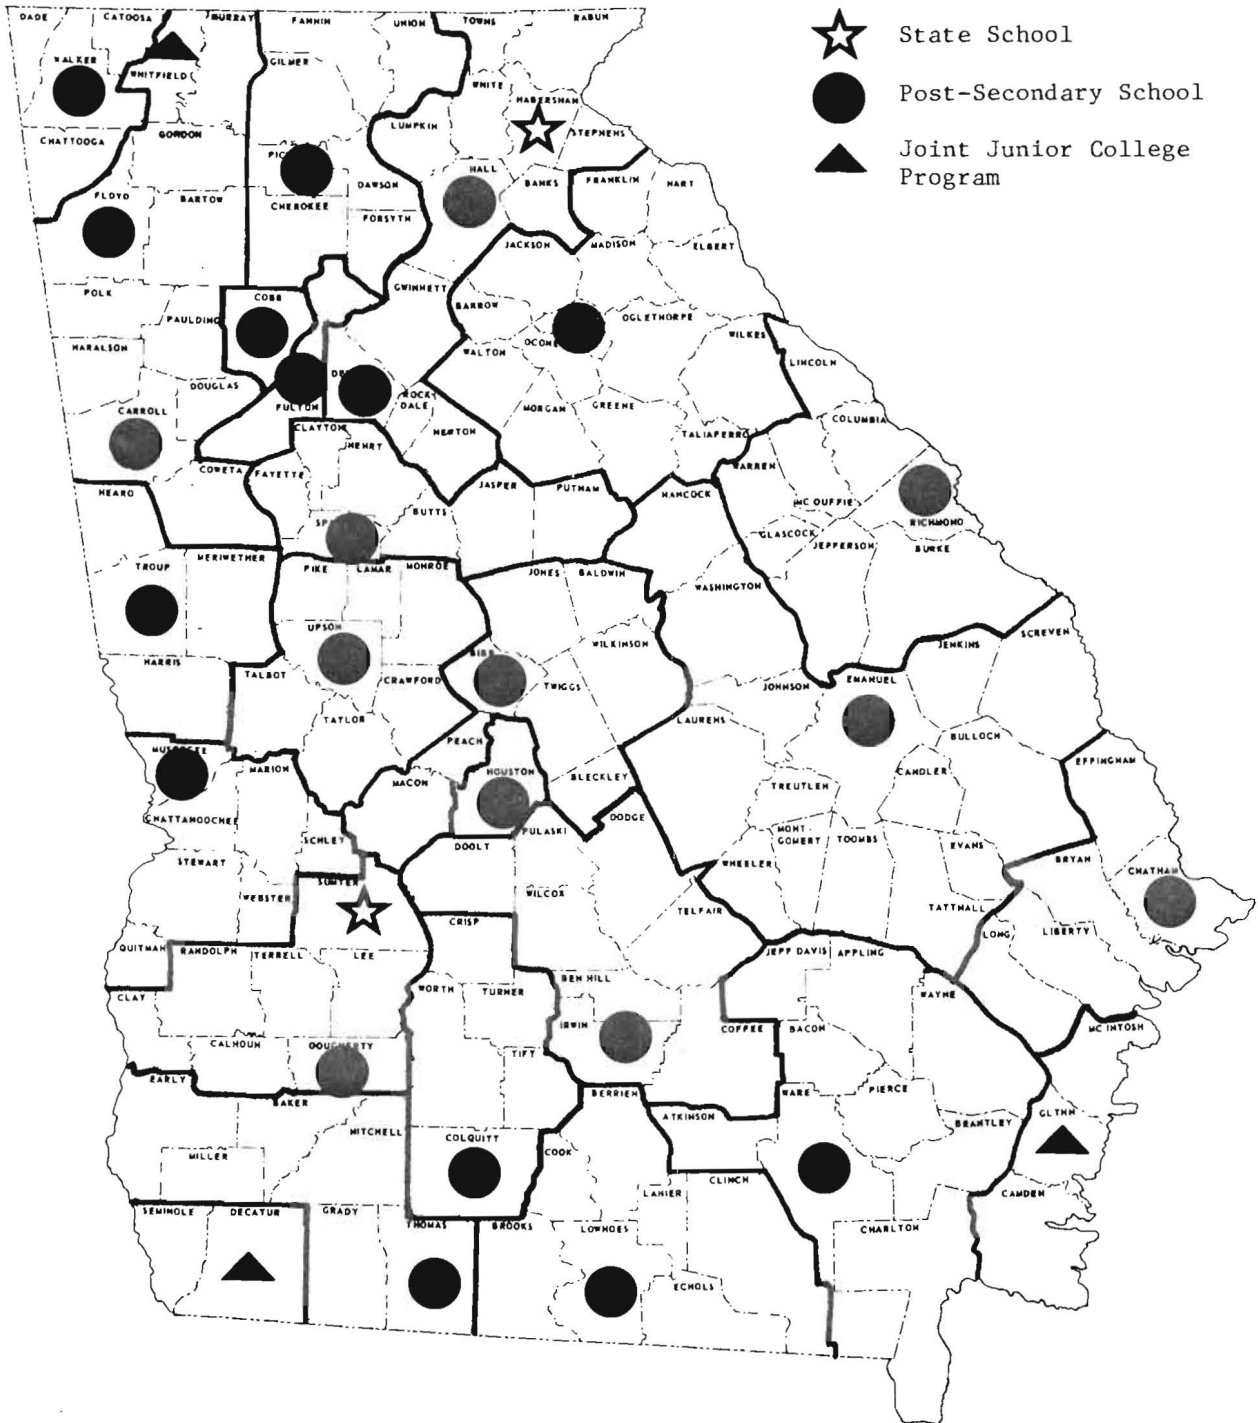 DADE CATOOSA MURRAY FANNIN UNION TOWNS RABUN
State School
WALKER WHITFIELD GILMER WHITE HABERSHAM
Post-Secondary School
CHATTOOGA GORDON LUMPKIN STEPHENS
Joint Junior College
Program
DAWSON HALL BANKS FRANKLIN HART
FLOYD BARTOW CHEROKEE FORSYTH
JACKSON MADISON ELBERT
POLK COBB GWINNETT BARROW OGLETHORPE
PAULDING WALTON WILKES
HARALSON LINCOLN
DOUGLAS ROCK
DALE
CARROLL FULTON MORGAN GREENE COLUMBIA
CLAYTON HENRY NEWTON TALIAFERRO
COWETA FAYETTE WARREN
HEARD JASPER PUTNAM HANCOCK MC DUFFIE
BUTTS RICHMOND
GLASCOCK JEFFERSON BURKE
MERIWETHER
TROUP PIKE LAMAR MONROE JONES BALDWIN WASHINGTON
UPSON WILKINSON JENKINS SCREVEN
HARRIS TALBOT CRAWFORD TWIGGS JOHNSON EMANUEL
TAYLOR LAURENS
PEACH BULLOCH
MARION HOUSTON EFFINGHAM
MACON BLECKLEY CANDLER
TREUTLEN
CHATTAHOOCHEE DODGE
SCHLEY DOOLY PULASKI MONT
GOMERY TOOMBS EVANS
STEWART WHEELER BRYAN
SUMTER CHATHAM
WEBSTER WILCOX
CRISP TELFAIR TATTNALL
QUITMAN RANDOLPH TERRELL LEE LONG LIBERTY
JEFF DAVIS APPLING
CLAY WORTH TURNER BEN HILL WAYNE
IRWIN COFFEE BACON MC INTOSH
CALHOUN DOUGHERTY TIFT
EARLY BAKER BERRIEN WARE PIERCE
ATKINSON BRANTLEY GLYNN
MITCHELL COLQUITT
MILLER COOK
LANIER CLINCH CAMDEN
SEMINOLE DECATUR GRADY THOMAS BROOKS LOWNDES CHARLTON
ECHOLS